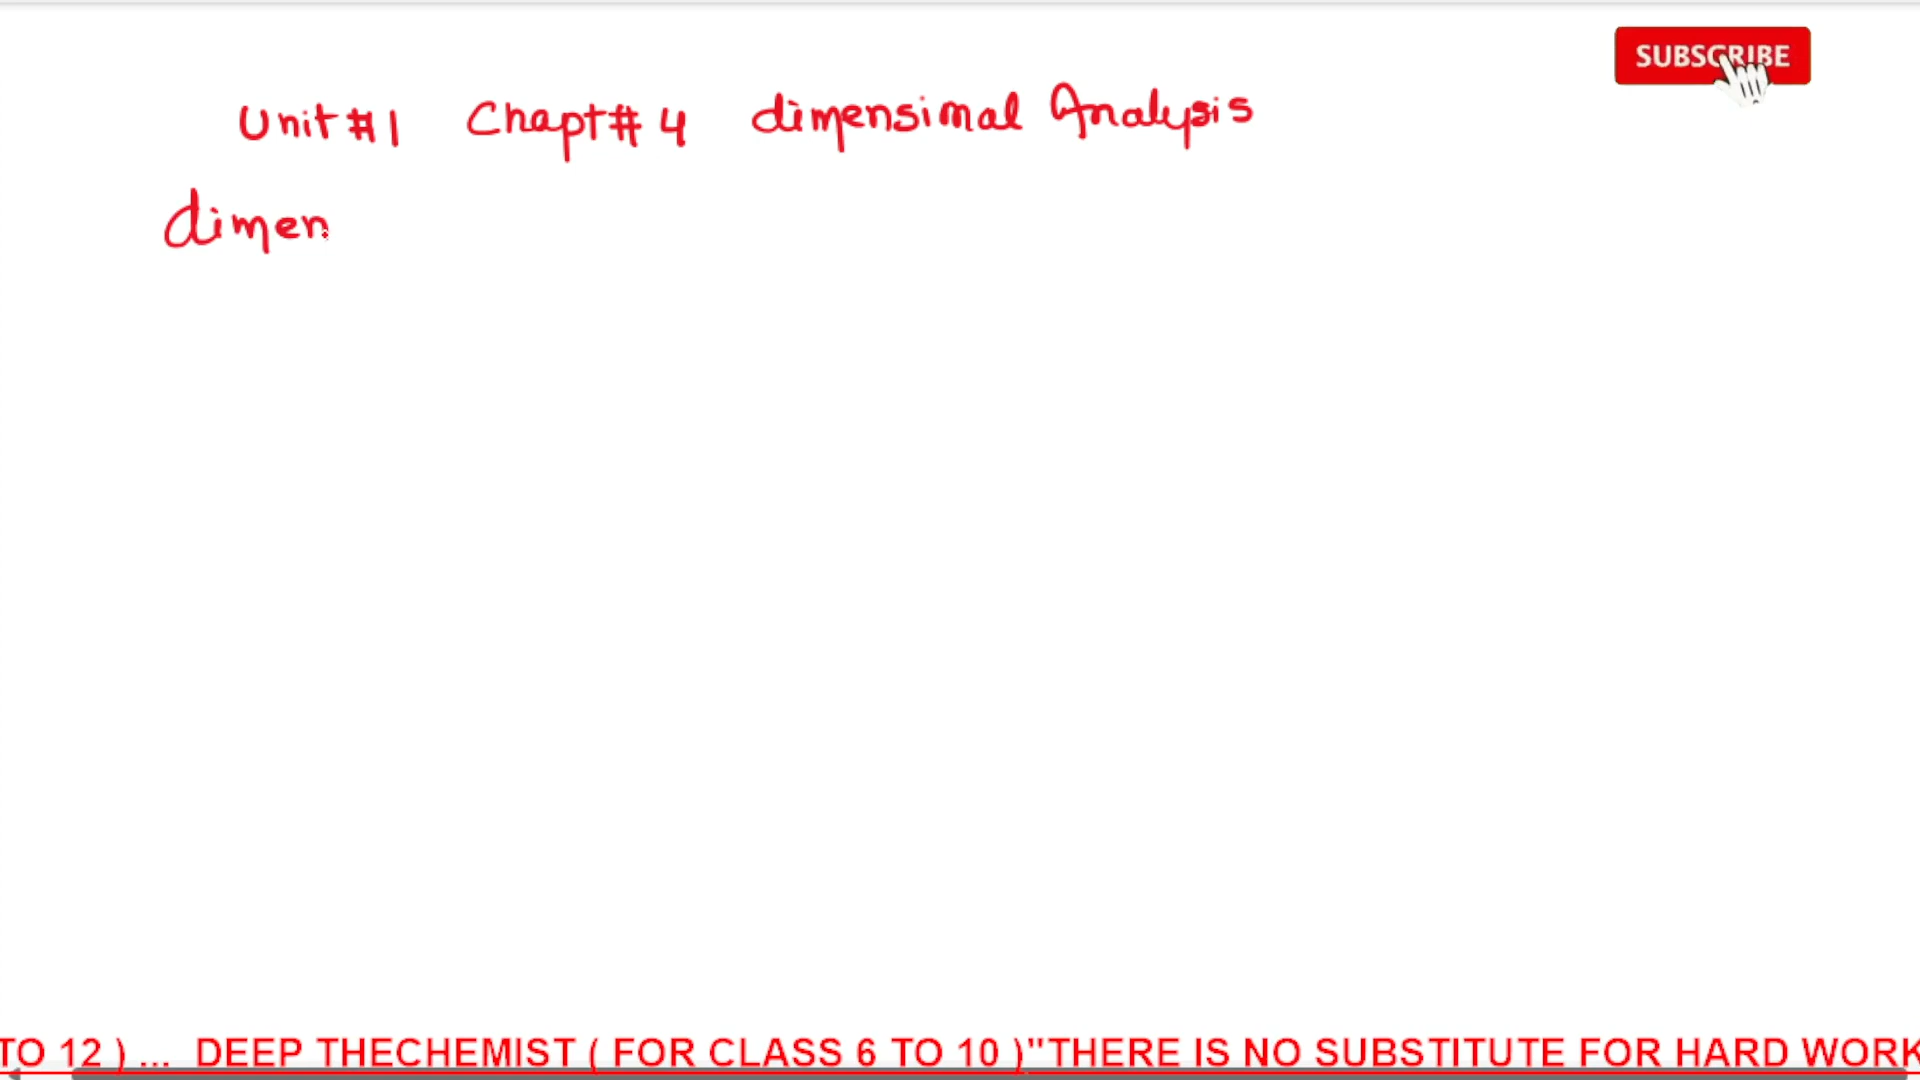 SUBSCRIBE
Unit #1 Chapt# 4 dimensimal Analysis
dimen
TO 12 ) ... DEEP THECHEMIST ( FOR CLASS 6 TO 10 )"THERE IS NO SUBSTITUTE FOR HARD WORK